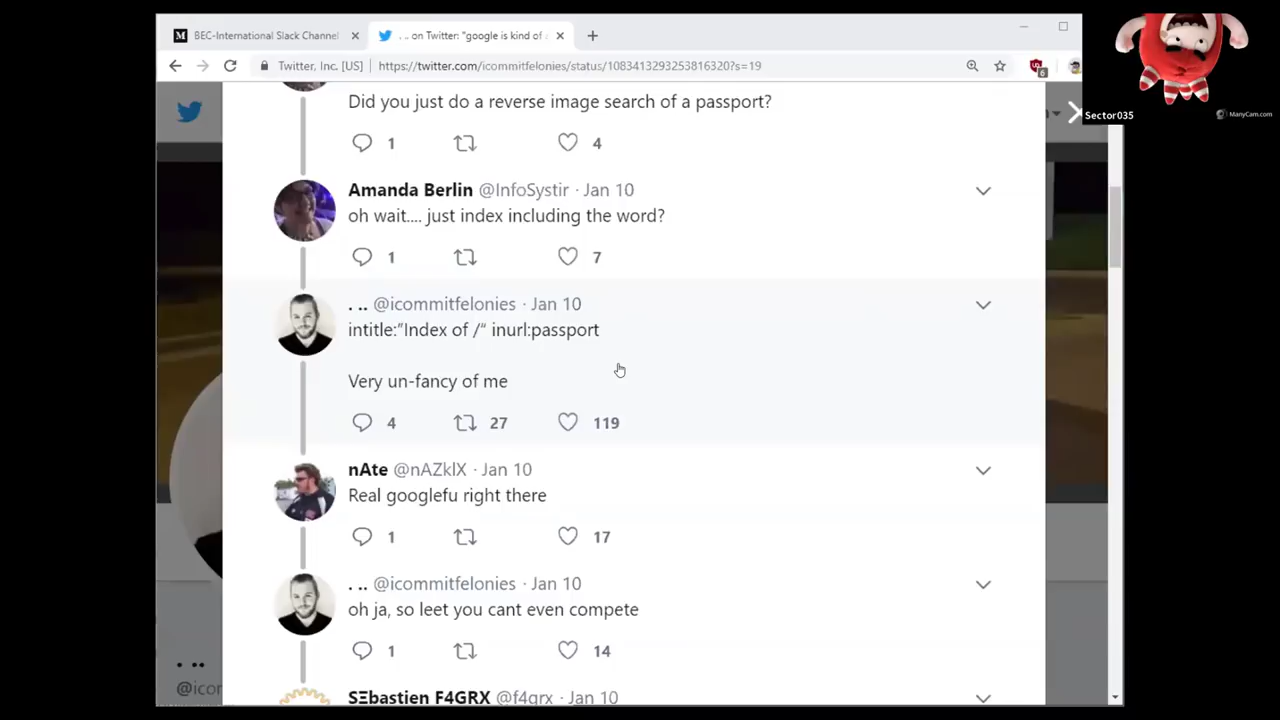 BEC-International Slack Channel
. .. on Twitter: "google is kind of a
Twitter, Inc. [US] | https://twitter.com/icommitfelonies/status/1083413293253816320?s=19
6
Sector035
ManyCam.com
Did you just do a reverse image search of a passport?
1 4
Amanda Berlin @InfoSystir · Jan 10
oh wait.... just index including the word?
1 7
. .. @icommitfelonies · Jan 10
intitle:”Index of /“ inurl:passport
Very un-fancy of me
4 27 119
nAte @nAZklX · Jan 10
Real googlefu right there
1 17
. .. @icommitfelonies · Jan 10
oh ja, so leet you cant even compete
1 14
. ..
@icor
SΞbastien F4GRX @f4grx · Jan 10